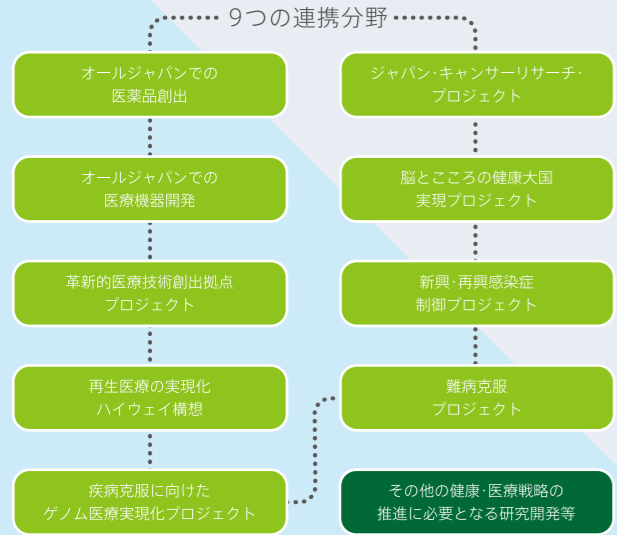 9つの連携分野
オールジャパンでの
医薬品創出
オールジャパンでの
医療機器開発
革新的医療技術創出拠点
プロジェクト
再生医療の実現化
ハイウェイ構想
疾病克服に向けた
ゲノム医療実現化プロジェクト
ジャパン・キャンサーリサーチ・
プロジェクト
脳とこころの健康大国
実現プロジェクト
新興・再興感染症
制御プロジェクト
難病克服
プロジェクト
その他の健康・医療戦略の
推進に必要となる研究開発等